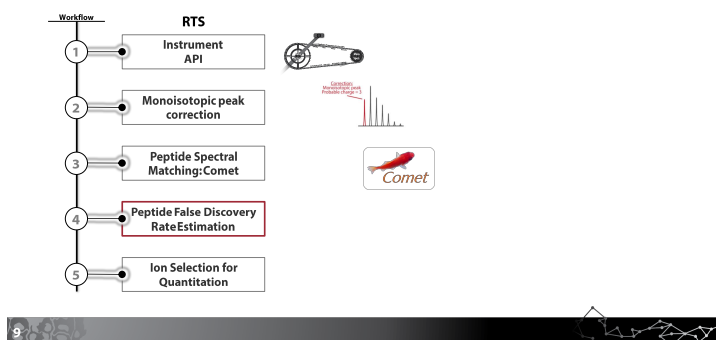 Workflow
RTS
1
Instrument
API
2
Monoisotopic peak
correction
3
Peptide Spectral
Matching:Comet
4
Peptide False Discovery
Rate Estimation
5
Ion Selection for
Quantitation
Correction:
Monoisotopic peak
Probable charge = 3
Comet
9